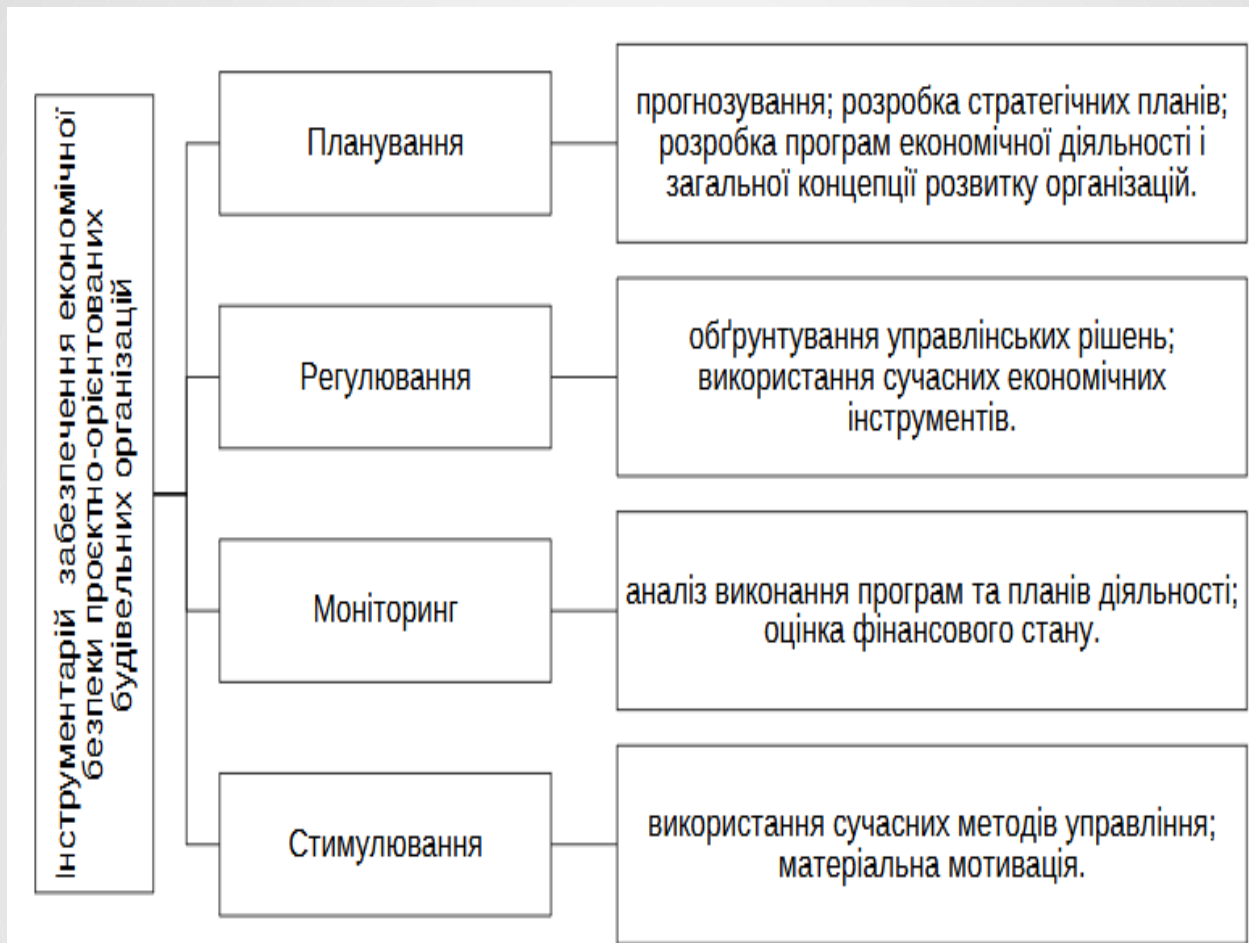 Інструментарій забезпечення економічної
безпеки проєктно-орієнтованих
будівельних організацій
Планування
прогнозування; розробка стратегічних планів;
розробка програм економічної діяльності і
загальної концепції розвитку організацій.
Регулювання
обґрунтування управлінських рішень;
використання сучасних економічних
інструментів.
Моніторинг
аналіз виконання програм та планів діяльності;
оцінка фінансового стану.
Стимулювання
використання сучасних методів управління;
матеріальна мотивація.